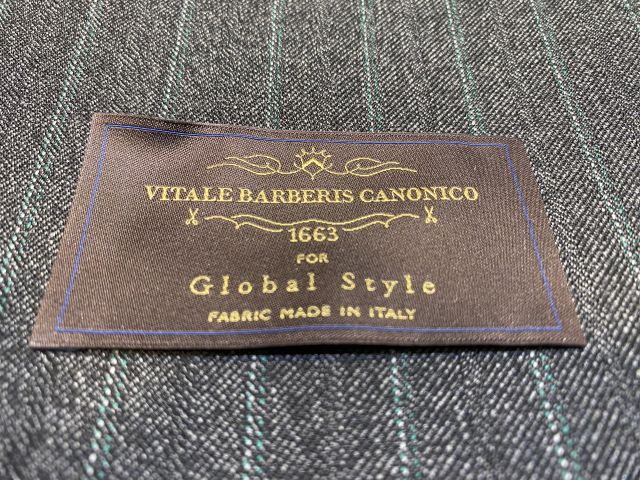 VITALE BARBERIS CANONICO
1663
FOR
Global Style
FABRIC MADE IN ITALY